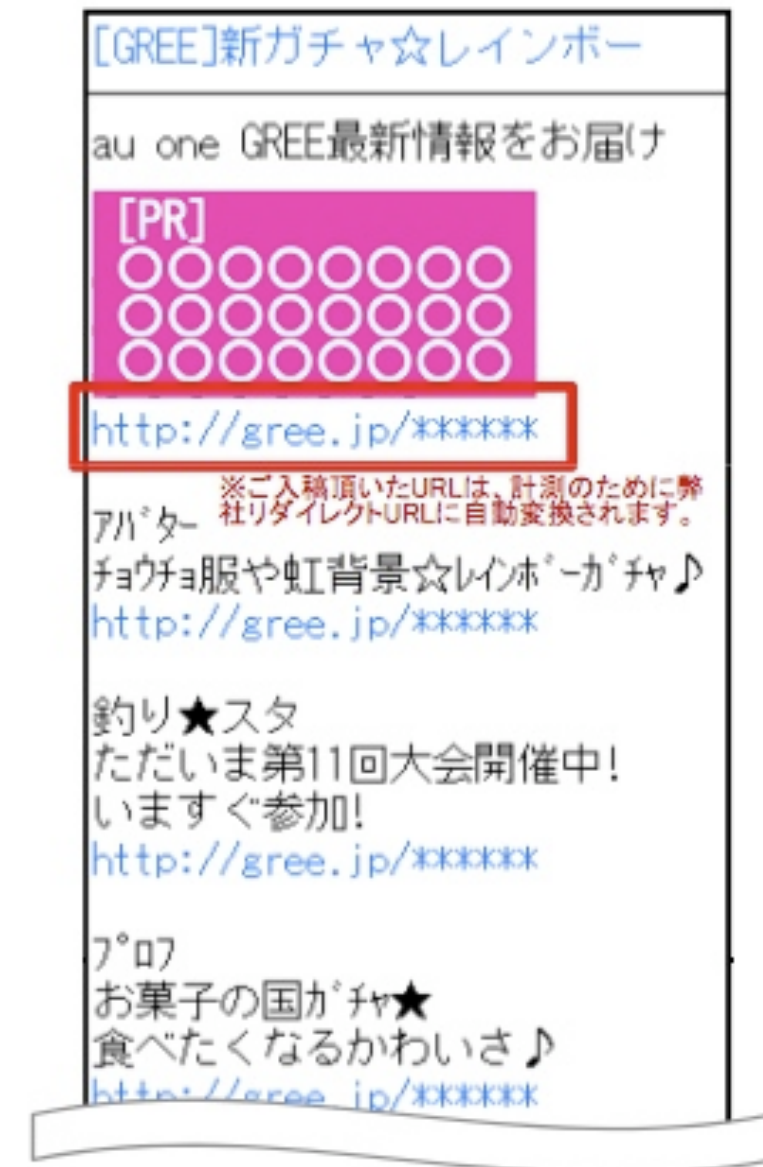 [GREE]新ガチャ☆レインボー
au one GREE最新情報をお届け
[PR]
○○○○○○○○
○○○○○○○○
○○○○○○○○
http://gree.jp/******
※ご入稿頂いたURLは、計測のために弊
社リダイレクトURLに自動変換されます。
ｱﾊﾞﾀｰ
ﾁｮｳﾁｮ服や虹背景☆ﾚｲﾝﾎﾞｰｶﾞﾁｬ♪
http://gree.jp/******
釣り★スタ
ただいま第11回大会開催中!
いますぐ参加!
http://gree.jp/******
ﾌﾟﾛﾌ
お菓子の国ｶﾞﾁｬ★
食べたくなるかわいさ♪
http://gree.jp/******